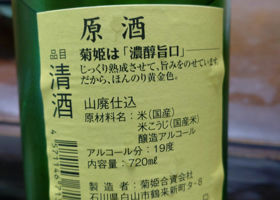 原酒
品目
清酒
菊姫は「濃醇旨口」
じっくり熟成させて、旨みをのせています。
だから、ほんのり黄金色。
山廃仕込
原材料名：米（国産）
米こうじ（国産米）
醸造アルコール
アルコール分：19度
内容量：720mℓ
製造者：菊姫合資会社
石川県白山市鶴来新町タ-8